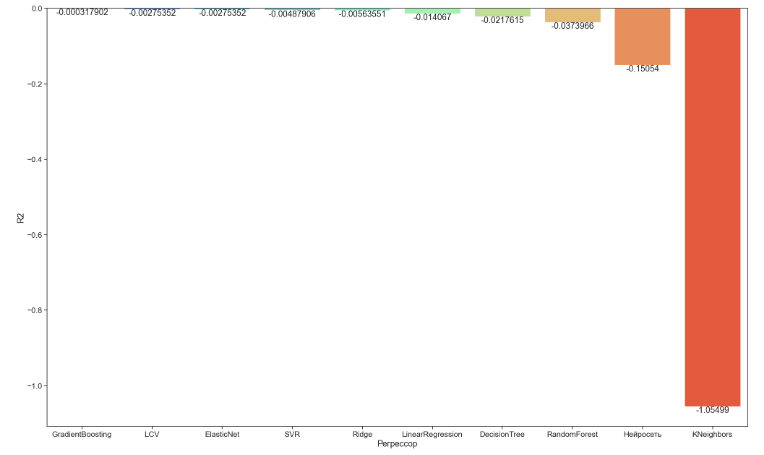 0.0
−0.2
−0.4
−0.6
−0.8
−1.0
R2
-0.000317902 -0.00275352 -0.00275352 -0.00487906 -0.00563551 -0.014067 -0.0217615 -0.0373966 -0.15054 -1.05499
GradientBoosting LCV ElasticNet SVR Ridge LinearRegression DecisionTree RandomForest Нейросеть KNeighbors
Регрессор